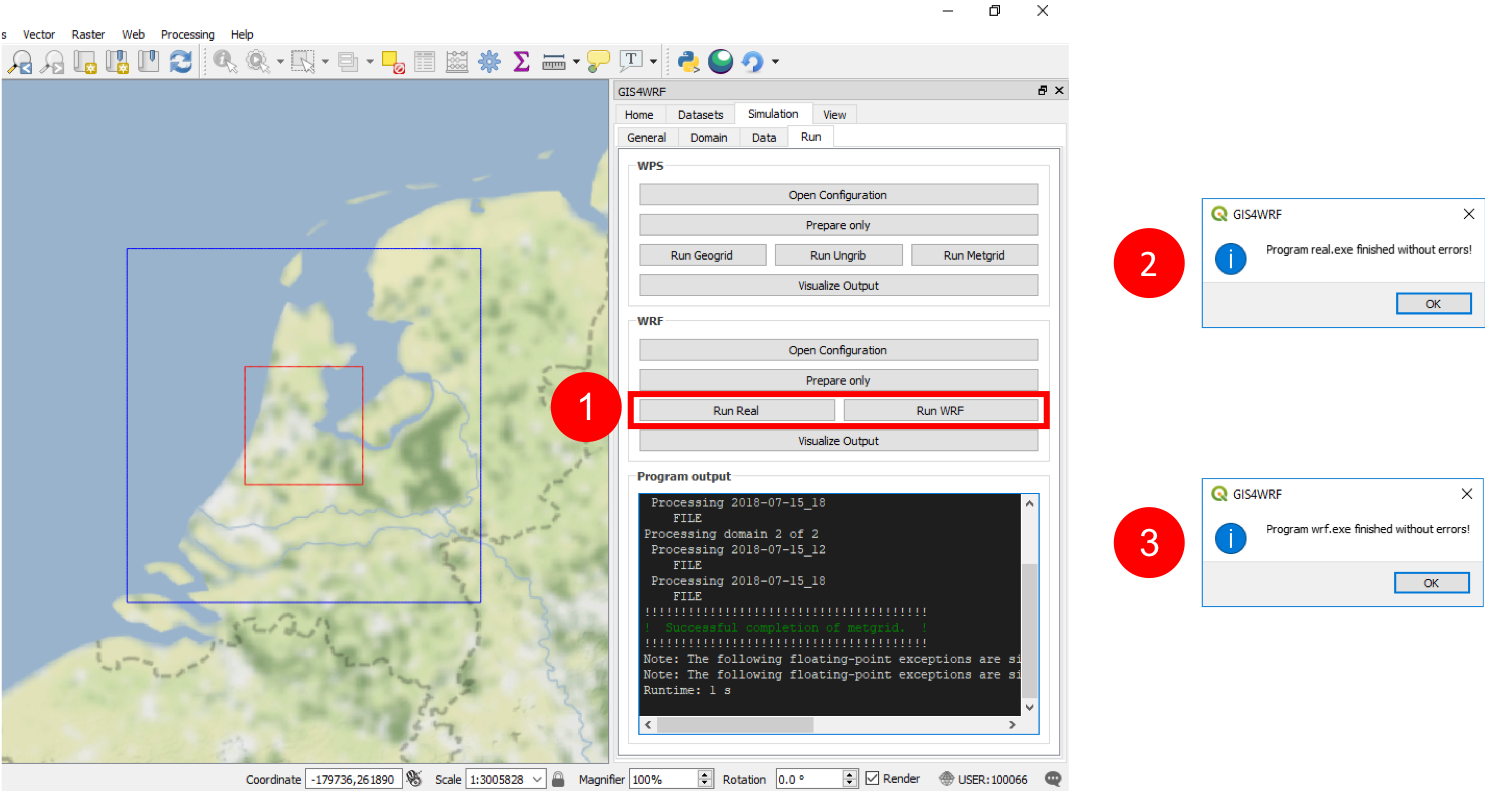 s Vector Raster Web Processing Help
GIS4WRF
Home Datasets Simulation View
General Domain Data Run
WPS
Open Configuration
Prepare only
Run Geogrid Run Ungrib Run Metgrid
Visualize Output
WRF
Open Configuration
Prepare only
1
Run Real Run WRF
Visualize Output
Program output
Processing 2018-07-15_18
FILE
Processing domain 2 of 2
Processing 2018-07-15_12
FILE
Processing 2018-07-15_18
FILE
!!!!!!!!!!!!!!!!!!!!!!!!!!!!!!!!!!!!!!!
! Successful completion of metgrid. !
!!!!!!!!!!!!!!!!!!!!!!!!!!!!!!!!!!!!!!!
Note: The following floating-point exceptions are si
Note: The following floating-point exceptions are si
Runtime: 1 s
Coordinate -179736,261890 Scale 1:3005828 Magnifier 100% Rotation 0.0 ° Render USER:100066
2
GIS4WRF
Program real.exe finished without errors!
OK
3
GIS4WRF
Program wrf.exe finished without errors!
OK